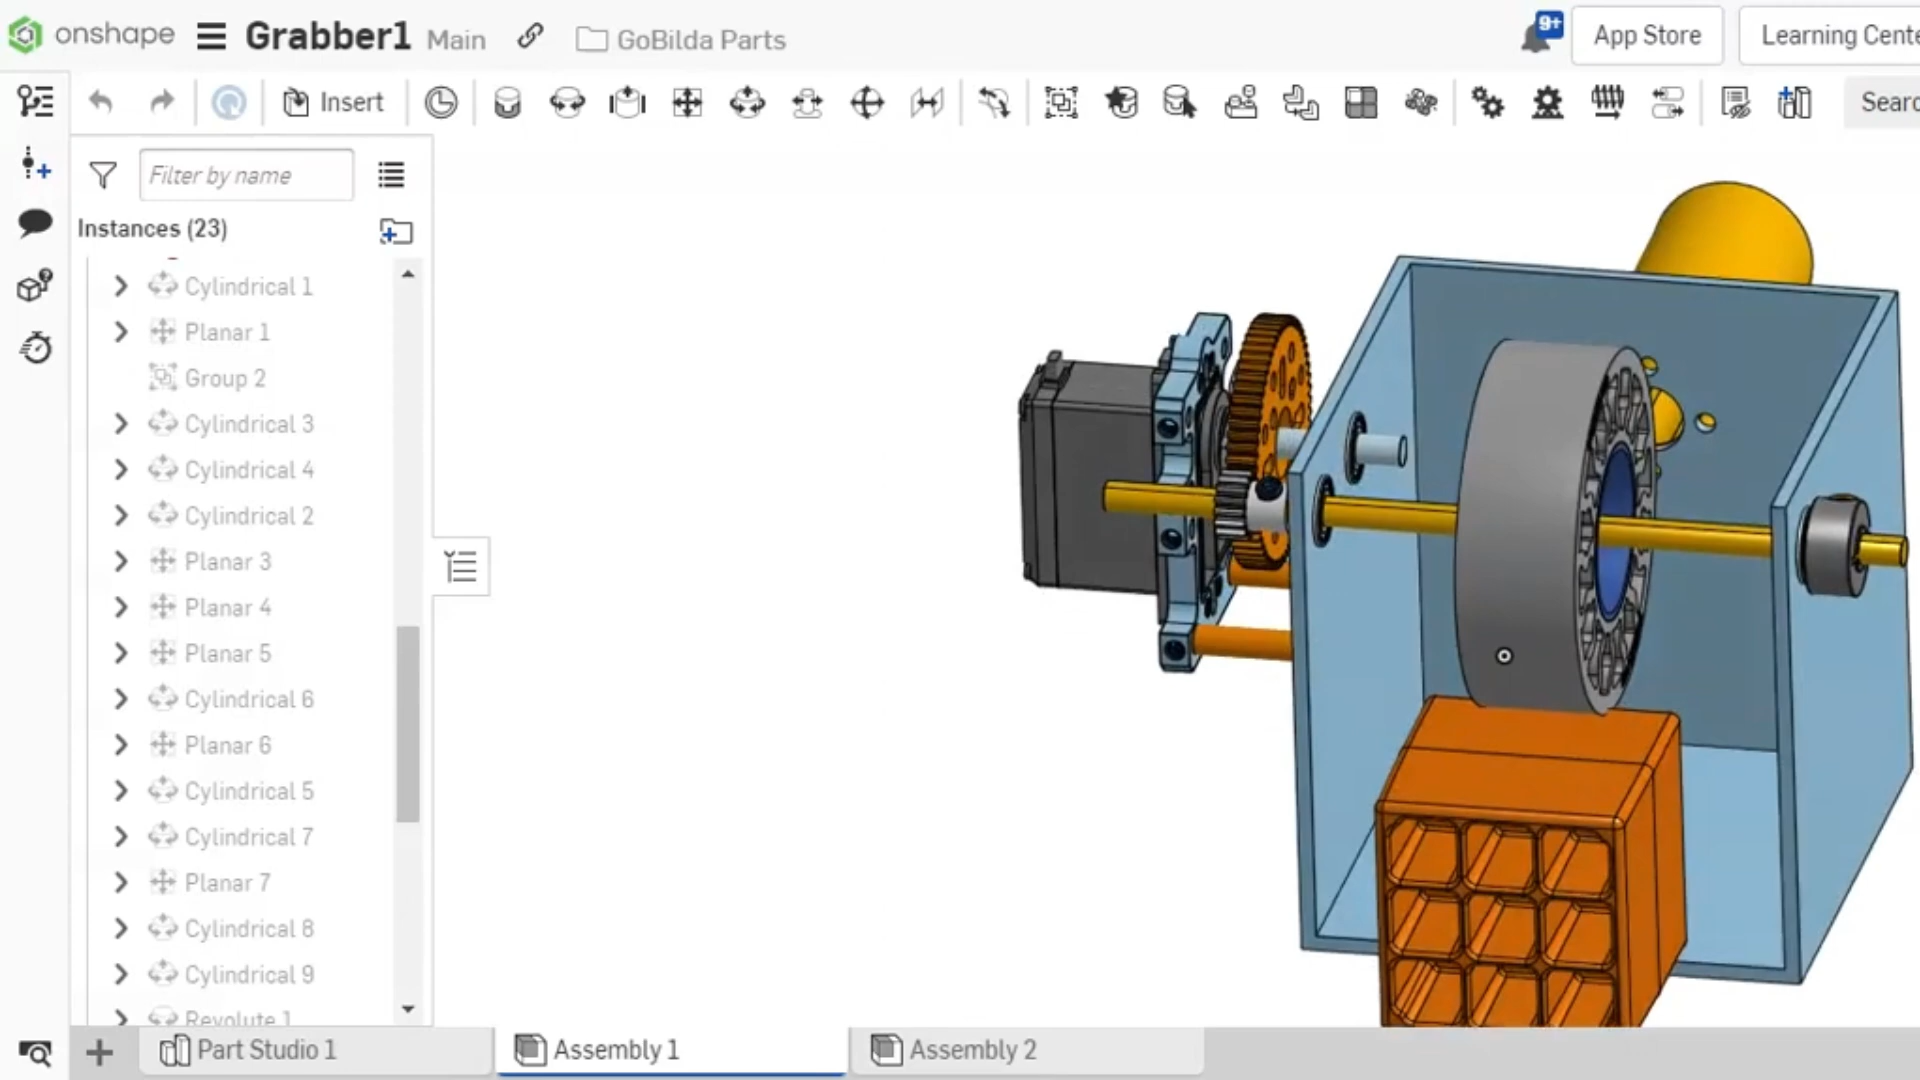 onshape Grabber1 Main GoBilda Parts 9+ App Store Learning Cente
Insert Searc
Filter by name
Instances (23)
Cylindrical 1
Planar 1
Group 2
Cylindrical 3
Cylindrical 4
Cylindrical 2
Planar 3
Planar 4
Planar 5
Cylindrical 6
Planar 6
Cylindrical 5
Cylindrical 7
Planar 7
Cylindrical 8
Cylindrical 9
Revolute 1
Part Studio 1 Assembly 1 Assembly 2